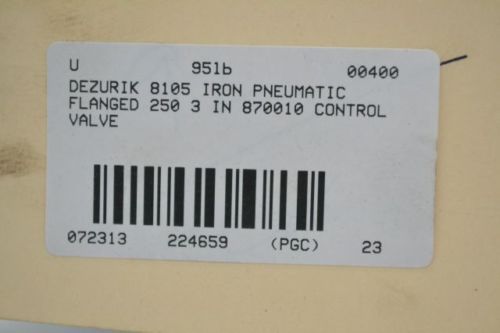 U 951b 00400
DEZURIK 8105 IRON PNEUMATIC
FLANGED 250 3 IN 870010 CONTROL
VALVE
072313 224659 (PGC) 23